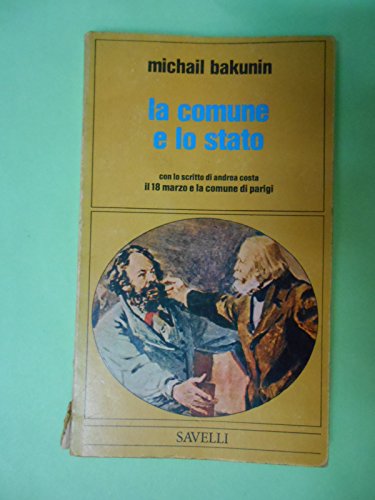 michail bakunin
la comune
e lo stato
con lo scritto di andrea costa
il 18 marzo e la comune di parigi
SAVELLI